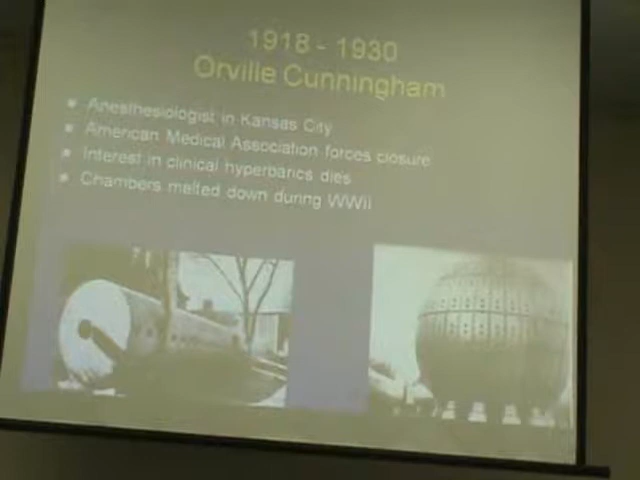 1918 - 1930
Orville Cunningham
Anesthesiologist in Kansas City
American Medical Association forces closure
Interest in clinical hyperbarics dies
Chambers melted down during WWII